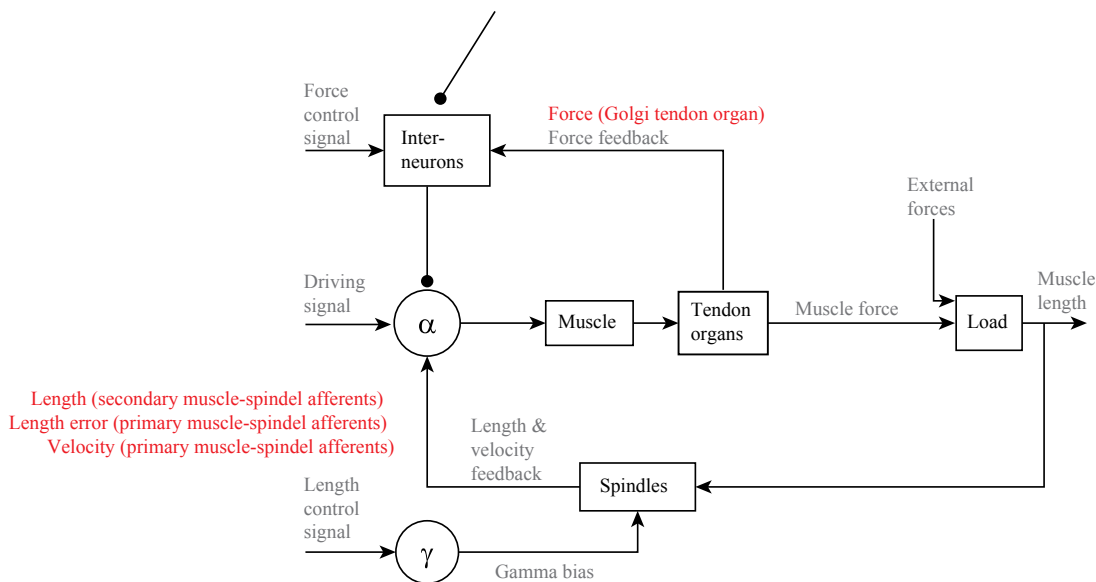 Force
control
signal
Inter-
neurons
Force (Golgi tendon organ)
Force feedback
External
forces
Driving
signal
α
Muscle
Tendon
organs
Muscle force
Load
Muscle
length
Length (secondary muscle-spindel afferents)
Length error (primary muscle-spindel afferents)
Velocity (primary muscle-spindel afferents)
Length &
velocity
feedback
Spindles
Length
control
signal
γ
Gamma bias